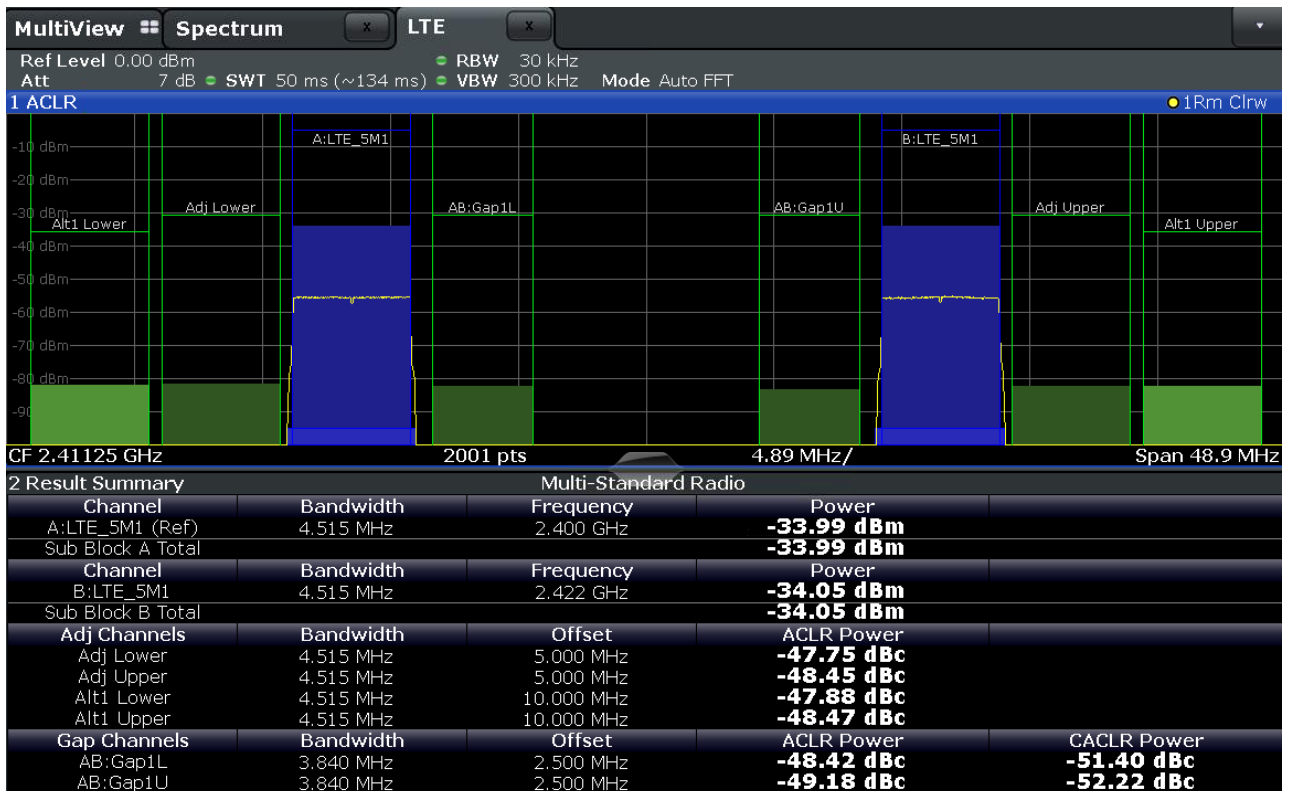 MultiView Spectrum x LTE x
Ref Level 0.00 dBm RBW 30 kHz
Att 7 dB SWT 50 ms (~134 ms) VBW 300 kHz Mode Auto FFT
1 ACLR 1Rm Clrw
A:LTE_5M1 B:LTE_5M1
-10 dBm
-20 dBm
Adj Lower AB:Gap1L AB:Gap1U Adj Upper
-30 dBm
Alt1 Lower Alt1 Upper
-40 dBm
-50 dBm
-60 dBm
-70 dBm
-80 dBm
-90
CF 2.41125 GHz 2001 pts 4.89 MHz/ Span 48.9 MHz
2 Result Summary Multi-Standard Radio
Channel Bandwidth Frequency Power
A:LTE_5M1 (Ref) 4.515 MHz 2.400 GHz -33.99 dBm
Sub Block A Total -33.99 dBm
Channel Bandwidth Frequency Power
B:LTE_5M1 4.515 MHz 2.422 GHz -34.05 dBm
Sub Block B Total -34.05 dBm
Adj Channels Bandwidth Offset ACLR Power
Adj Lower 4.515 MHz 5.000 MHz -47.75 dBc
Adj Upper 4.515 MHz 5.000 MHz -48.45 dBc
Alt1 Lower 4.515 MHz 10.000 MHz -47.88 dBc
Alt1 Upper 4.515 MHz 10.000 MHz -48.47 dBc
Gap Channels Bandwidth Offset ACLR Power CACLR Power
AB:Gap1L 3.840 MHz 2.500 MHz -48.42 dBc -51.40 dBc
AB:Gap1U 3.840 MHz 2.500 MHz -49.18 dBc -52.22 dBc